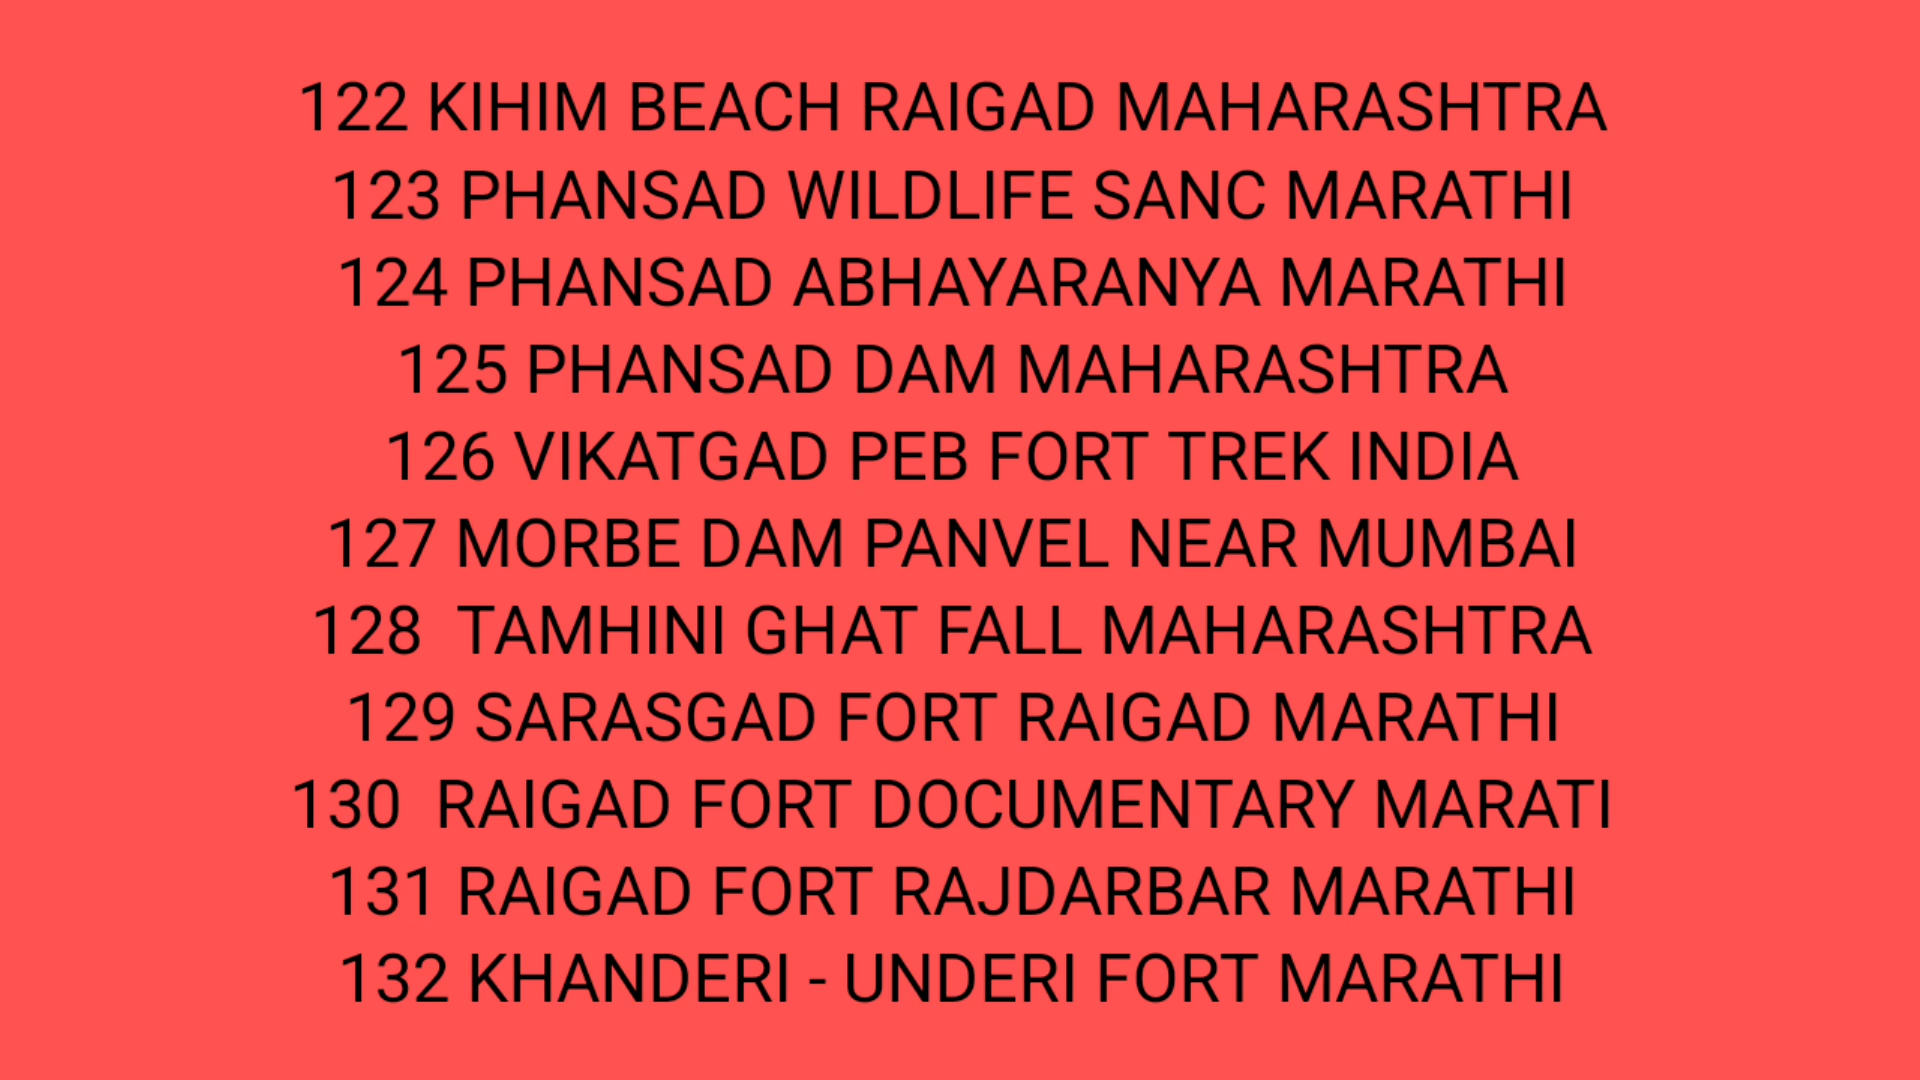 122 KIHIM BEACH RAIGAD MAHARASHTRA
123 PHANSAD WILDLIFE SANC MARATHI
124 PHANSAD ABHAYARANYA MARATHI
125 PHANSAD DAM MAHARASHTRA
126 VIKATGAD PEB FORT TREK INDIA
127 MORBE DAM PANVEL NEAR MUMBAI
128  TAMHINI GHAT FALL MAHARASHTRA
129 SARASGAD FORT RAIGAD MARATHI
130  RAIGAD FORT DOCUMENTARY MARATI
131 RAIGAD FORT RAJDARBAR MARATHI
132 KHANDERI - UNDERI FORT MARATHI